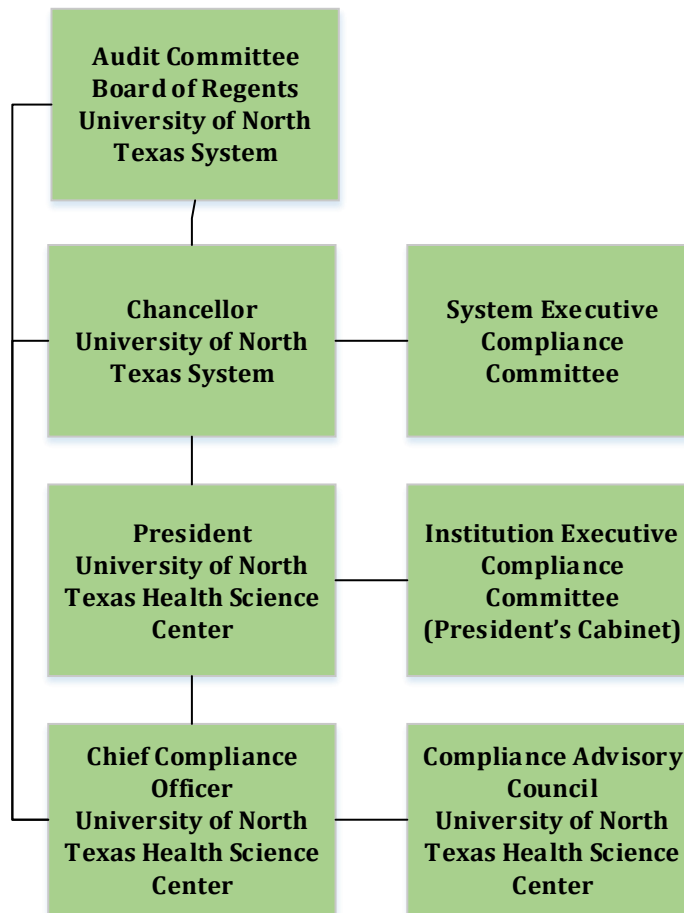 Audit Committee
Board of Regents
University of North
Texas System
Chancellor
University of North
Texas System
System Executive
Compliance
Committee
President
University of North
Texas Health Science
Center
Institution Executive
Compliance
Committee
(President’s Cabinet)
Chief Compliance
Officer
University of North
Texas Health Science
Center
Compliance Advisory
Council
University of North
Texas Health Science
Center